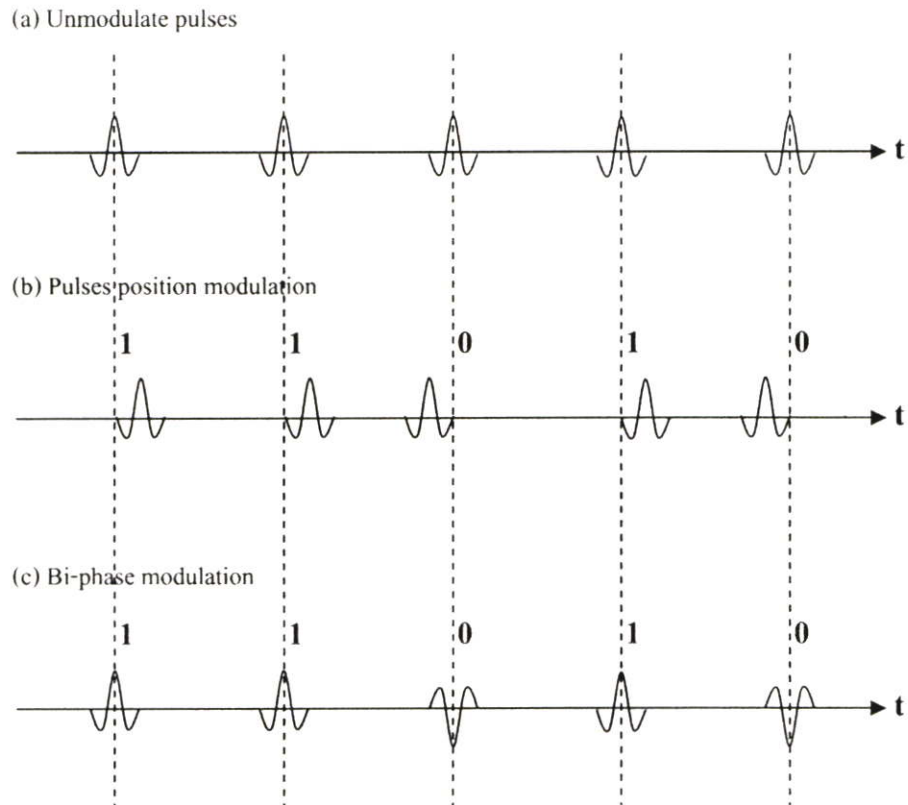 (a) Unmodulate pulses
t
(b) Pulses position modulation
1 1 0 1 0
t
(c) Bi-phase modulation
1 1 0 1 0
t